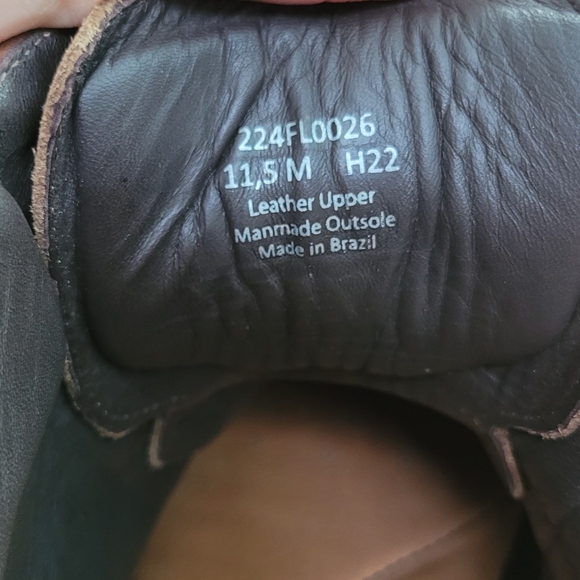 224FL0026
11,5 M H22
Leather Upper
Manmade Outsole
Made in Brazil